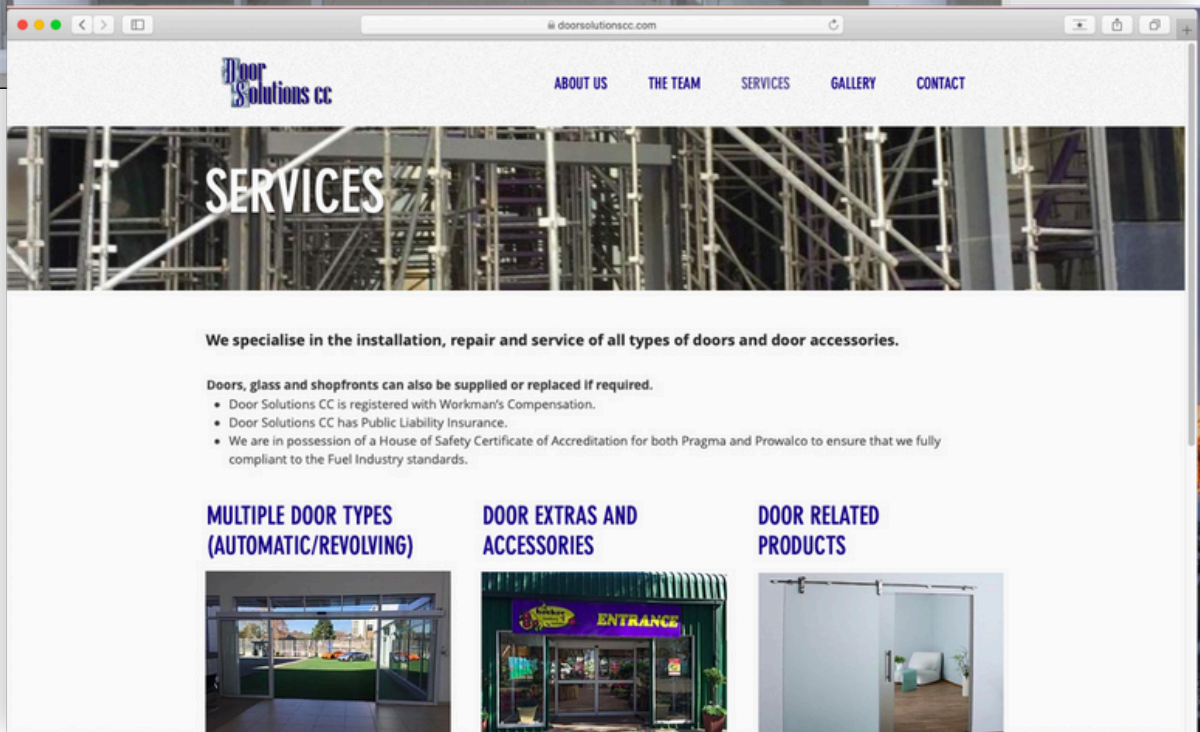 doorsolutionscc.com
Door
Solutions cc
ABOUT US THE TEAM SERVICES GALLERY CONTACT
SERVICES
We specialise in the installation, repair and service of all types of doors and door accessories.
Doors, glass and shopfronts can also be supplied or replaced if required.
• Door Solutions CC is registered with Workman's Compensation.
• Door Solutions CC has Public Liability Insurance.
• We are in possession of a House of Safety Certificate of Accreditation for both Pragma and Prowalco to ensure that we fully
compliant to the Fuel Industry standards.
MULTIPLE DOOR TYPES
(AUTOMATIC/REVOLVING)
DOOR EXTRAS AND
ACCESSORIES
DOOR RELATED
PRODUCTS
ENTRANCE